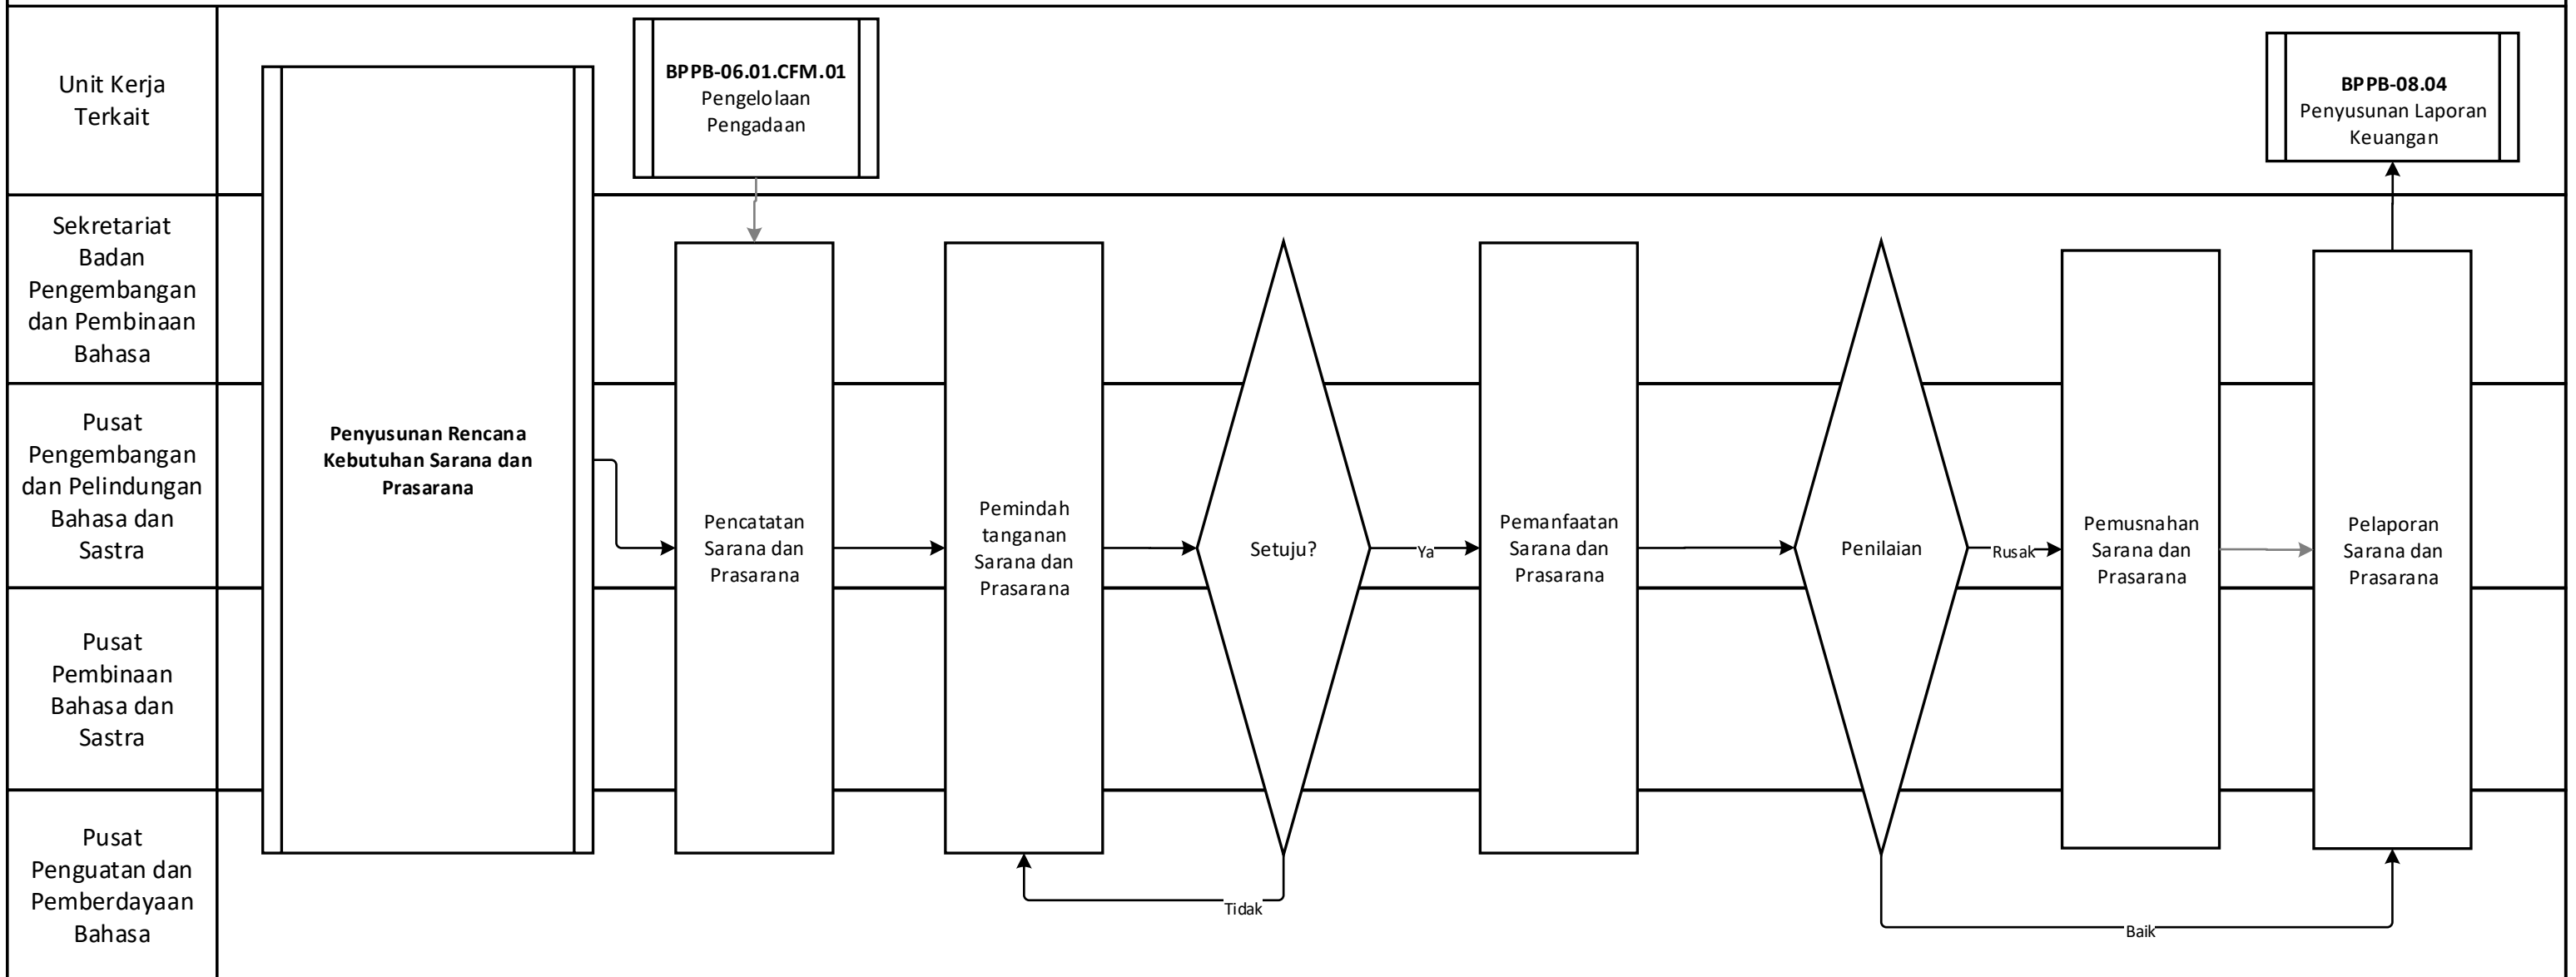 Unit Kerja
Terkait
Sekretariat
Badan
Pengembangan
dan Pembinaan
Bahasa
Pusat
Pengembangan
dan Pelindungan
Bahasa dan
Sastra
Pusat
Pembinaan
Bahasa dan
Sastra
Pusat
Penguatan dan
Pemberdayaan
Bahasa
Penyusunan Rencana
Kebutuhan Sarana dan
Prasarana
BPPB-06.01.CFM.01
Pengelolaan
Pengadaan
Pencatatan
Sarana dan
Prasarana
Pemindah
tanganan
Sarana dan
Prasarana
Setuju?
Ya
Tidak
Pemanfaatan
Sarana dan
Prasarana
Penilaian
Rusak
Baik
Pemusnahan
Sarana dan
Prasarana
Pelaporan
Sarana dan
Prasarana
BPPB-08.04
Penyusunan Laporan
Keuangan